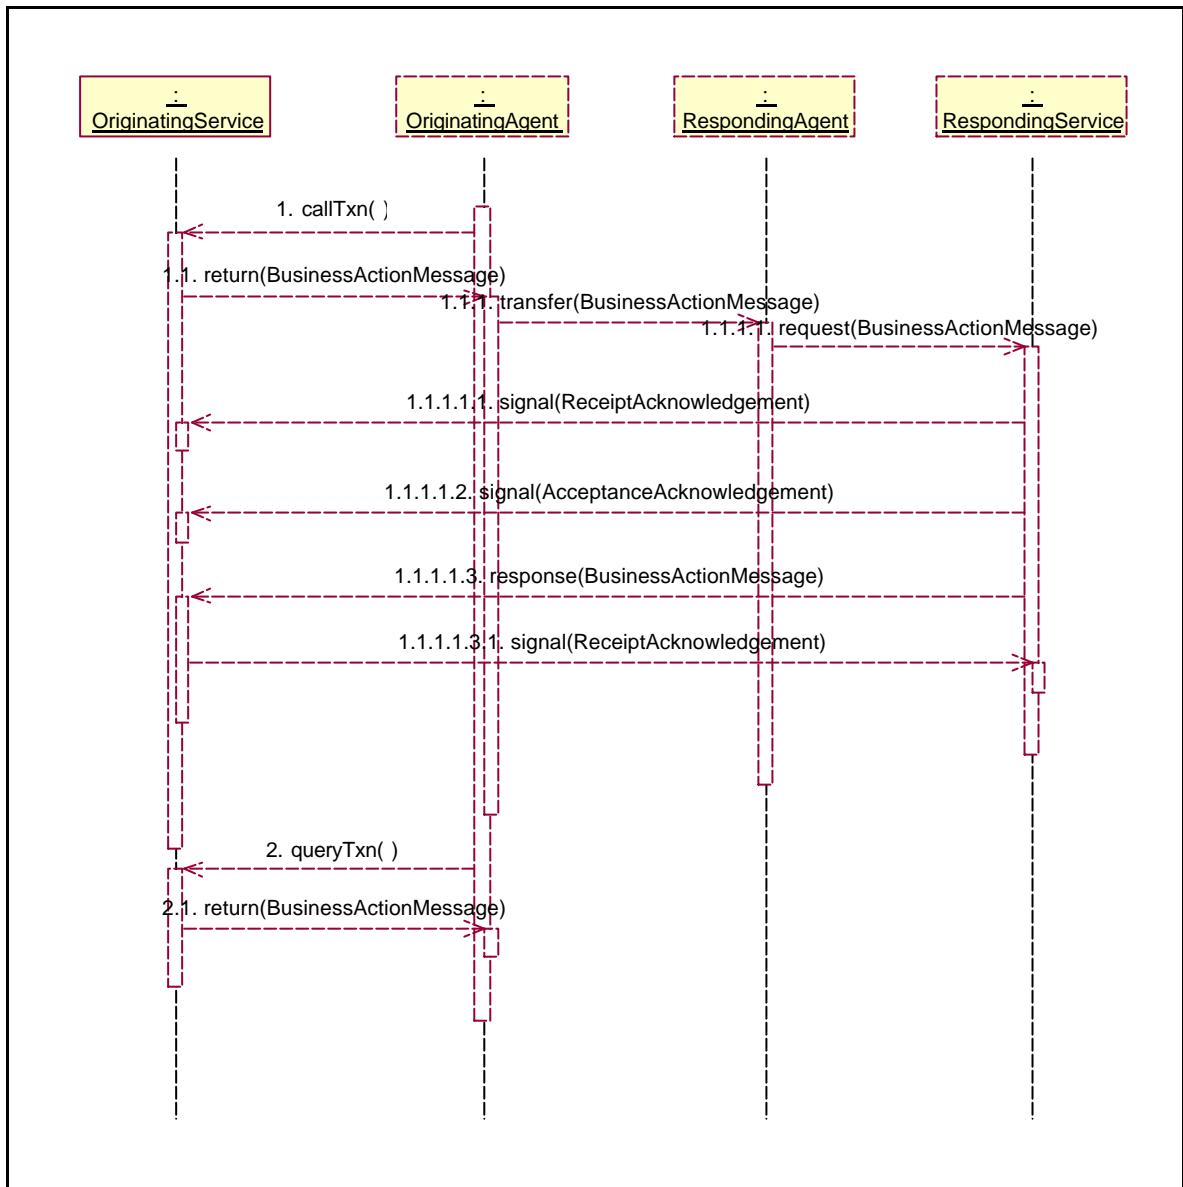 :
OriginatingService
:
OriginatingAgent
:
RespondingAgent
:
RespondingService
1. callTxn( )
1.1. return(BusinessActionMessage)
1.1.1. transfer(BusinessActionMessage)
1.1.1.1. request(BusinessActionMessage)
1.1.1.1.1. signal(ReceiptAcknowledgement)
1.1.1.1.2. signal(AcceptanceAcknowledgement)
1.1.1.1.3. response(BusinessActionMessage)
1.1.1.1.3.1. signal(ReceiptAcknowledgement)
2. queryTxn( )
2.1. return(BusinessActionMessage)